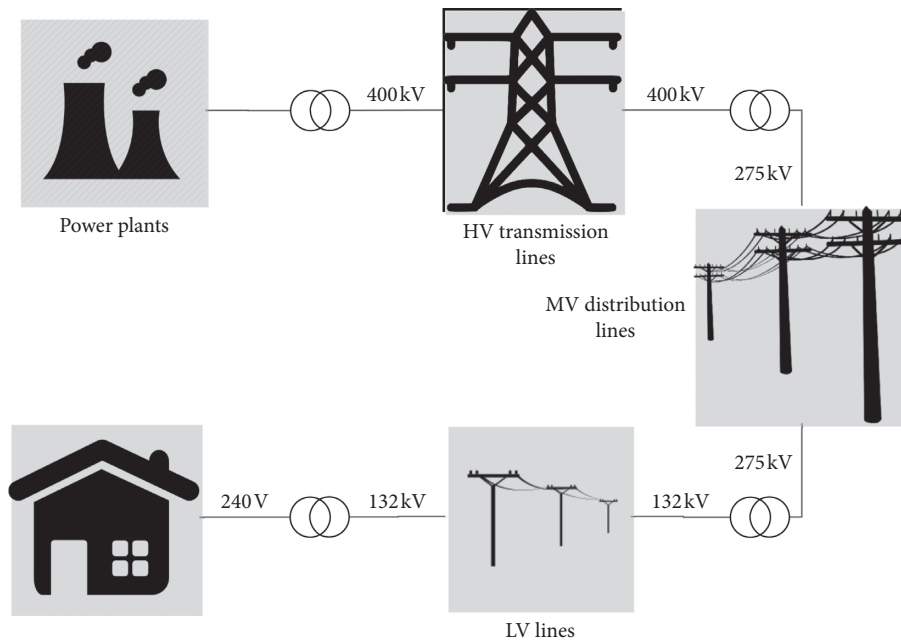 400 kV
400 kV
Power plants
HV transmission
lines
275 kV
MV distribution
lines
275 kV
240 V
132 kV
132 kV
LV lines